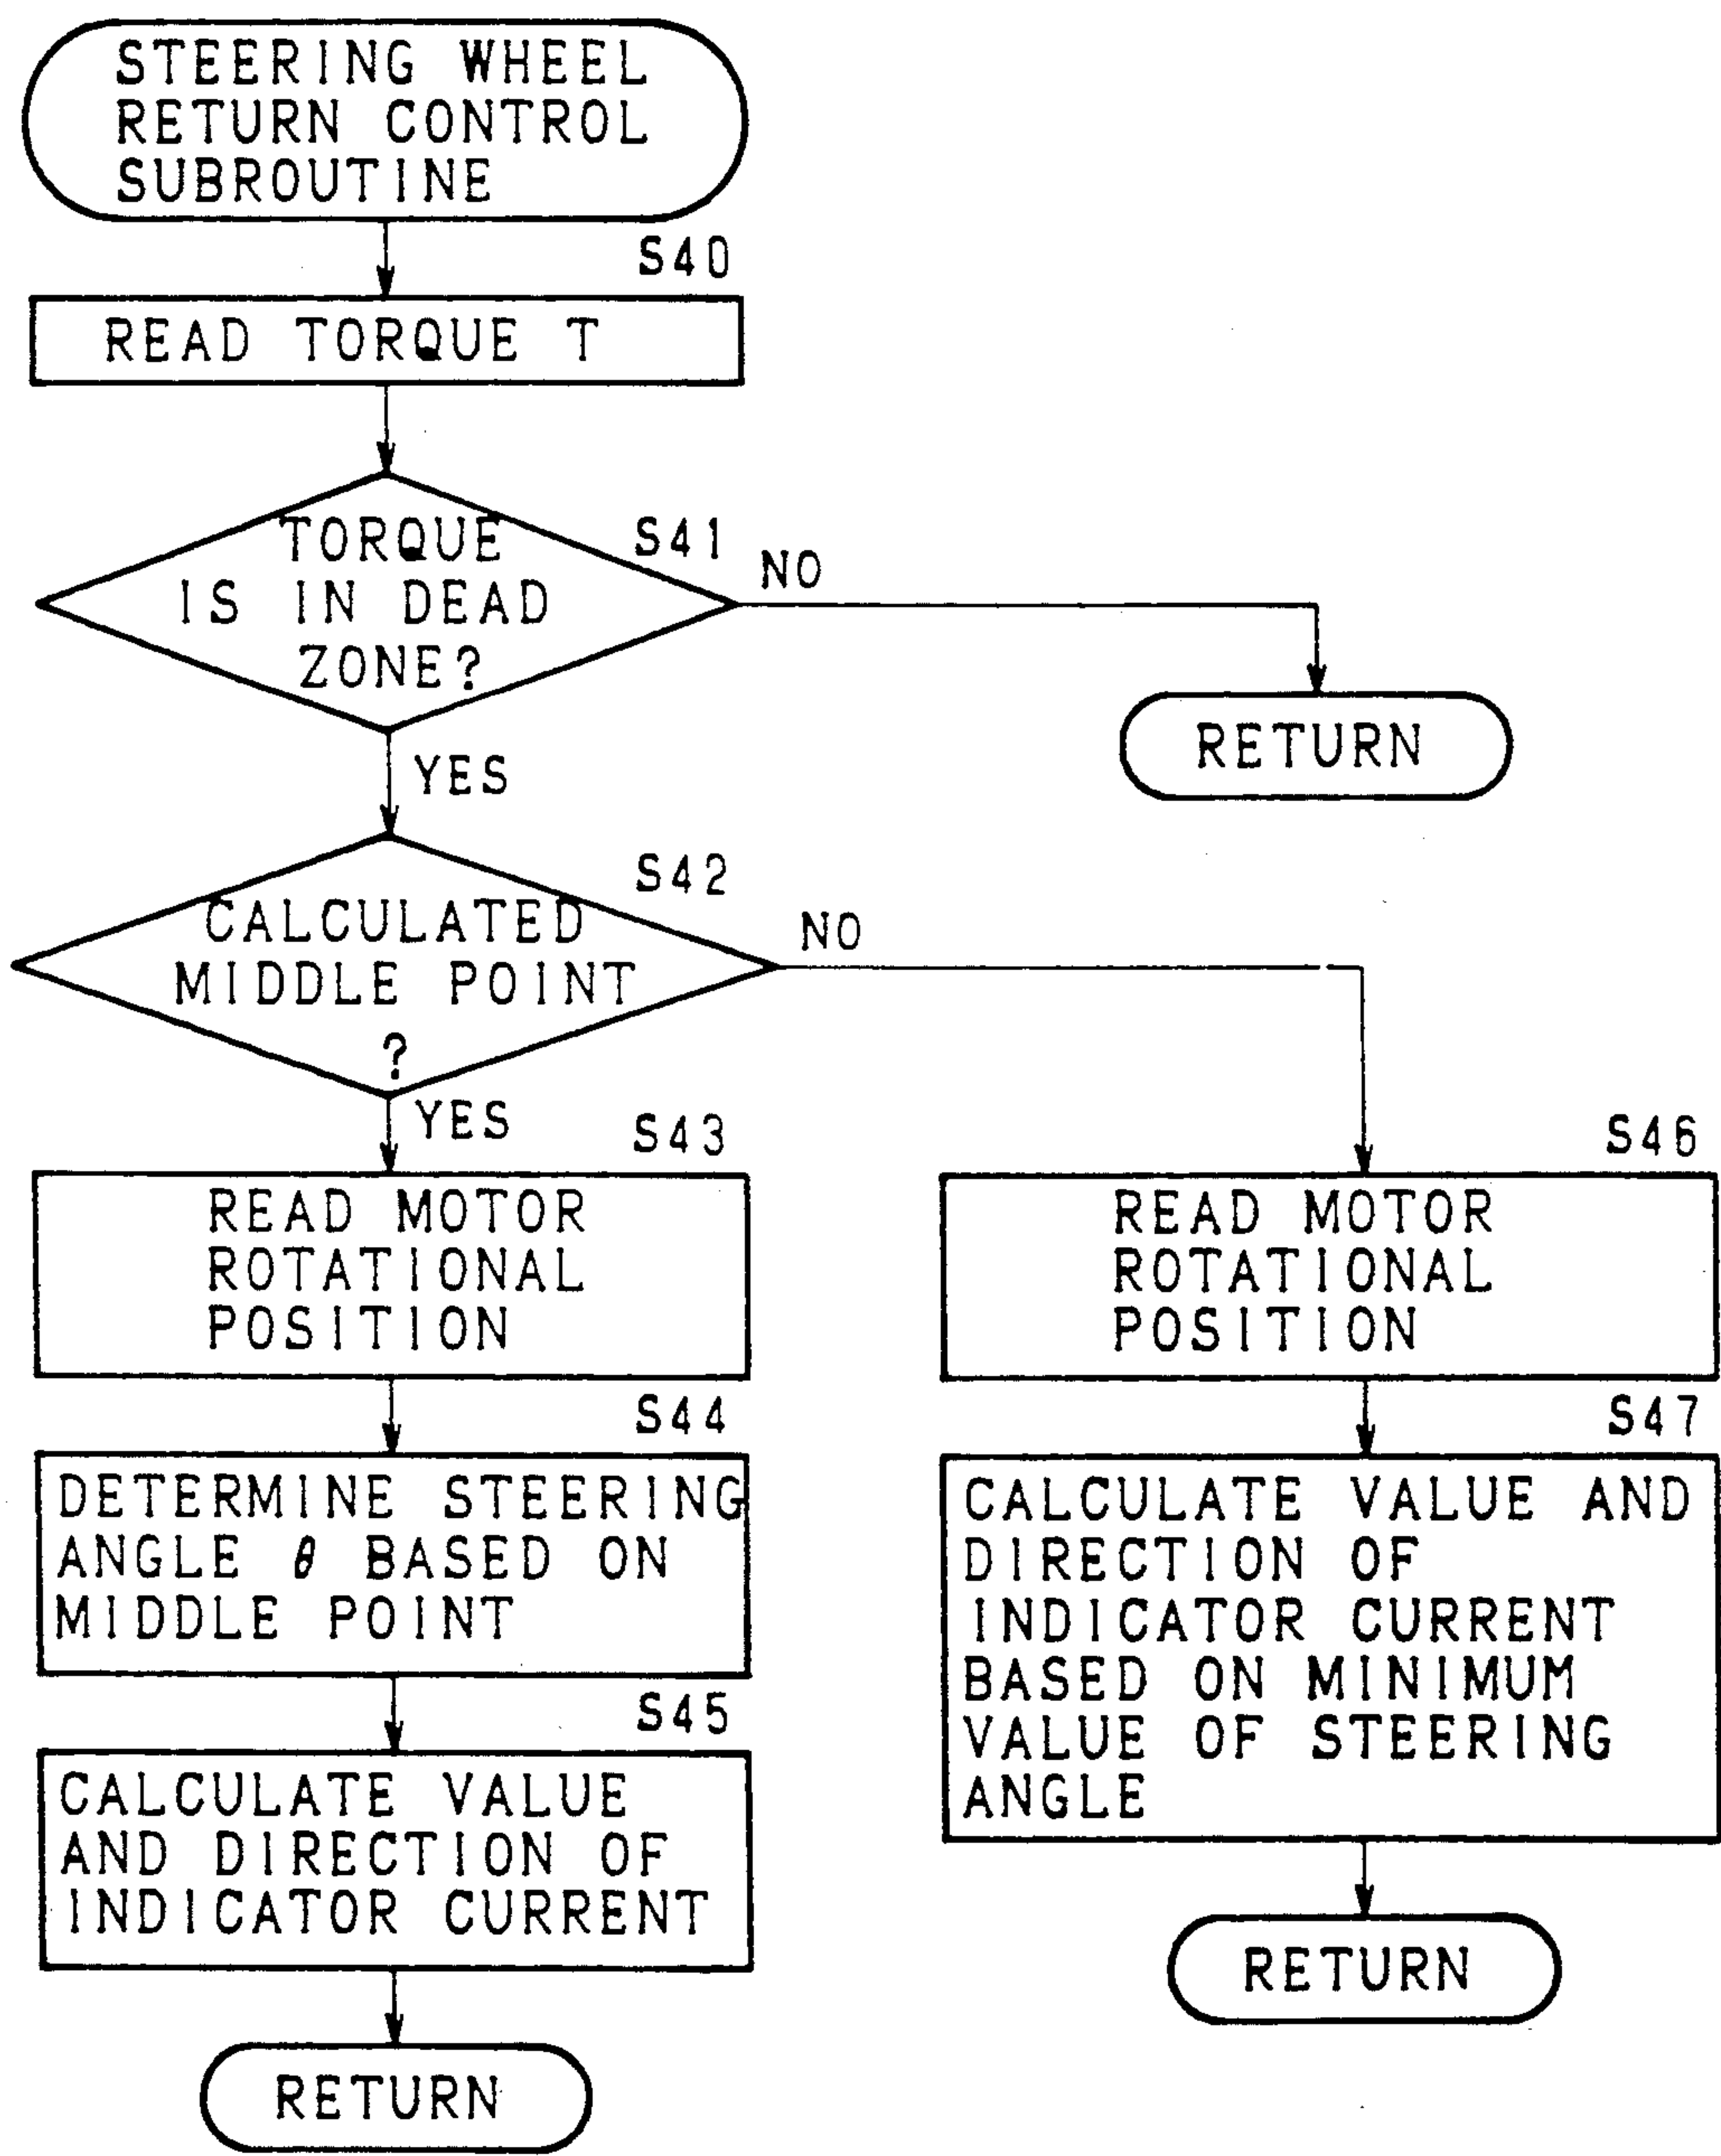 STEERING WHEEL
RETURN CONTROL
SUBROUTINE
S40
READ TORQUE T
S41
TORQUE
IS IN DEAD
ZONE?
NO
RETURN
YES
S42
CALCULATED
MIDDLE POINT
?
NO
YES
S43
READ MOTOR
ROTATIONAL
POSITION
S44
DETERMINE STEERING
ANGLE θ BASED ON
MIDDLE POINT
S45
CALCULATE VALUE
AND DIRECTION OF
INDICATOR CURRENT
RETURN
S46
READ MOTOR
ROTATIONAL
POSITION
S47
CALCULATE VALUE AND
DIRECTION OF
INDICATOR CURRENT
BASED ON MINIMUM
VALUE OF STEERING
ANGLE
RETURN